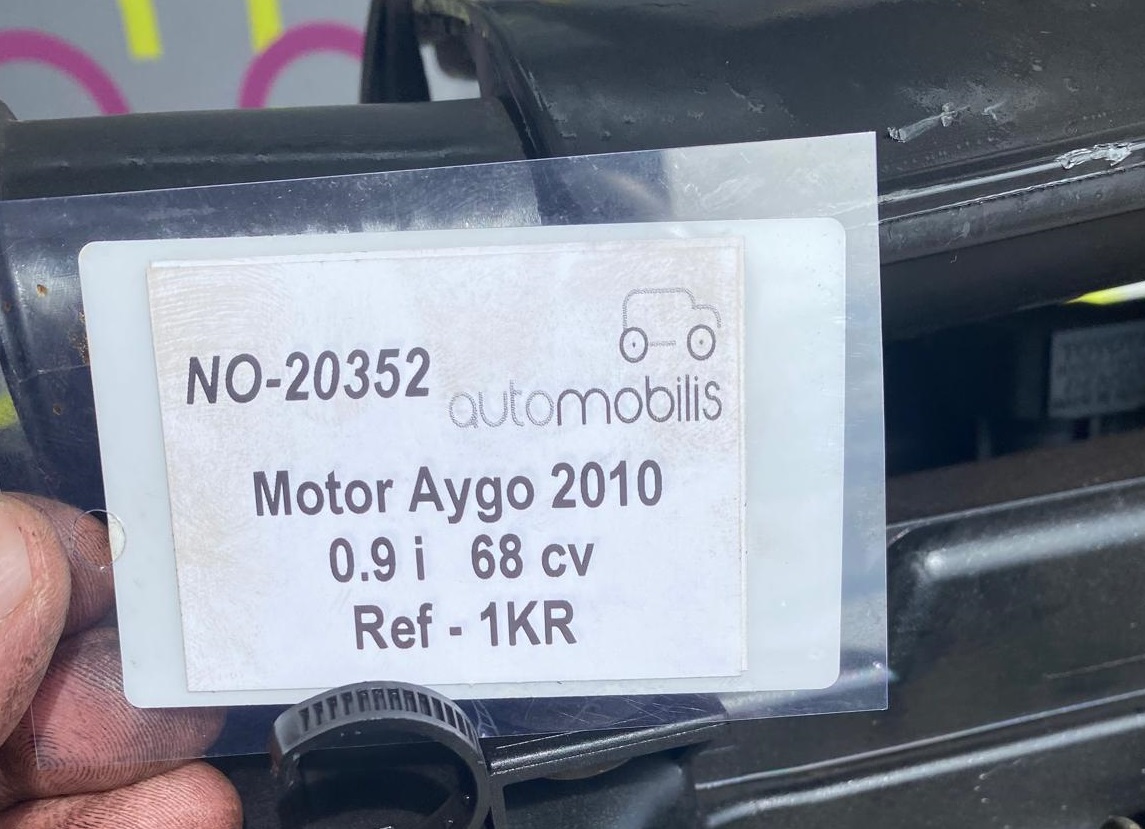 NO-20352
automobilis
Motor Aygo 2010
0.9 i 68 cv
Ref - 1KR